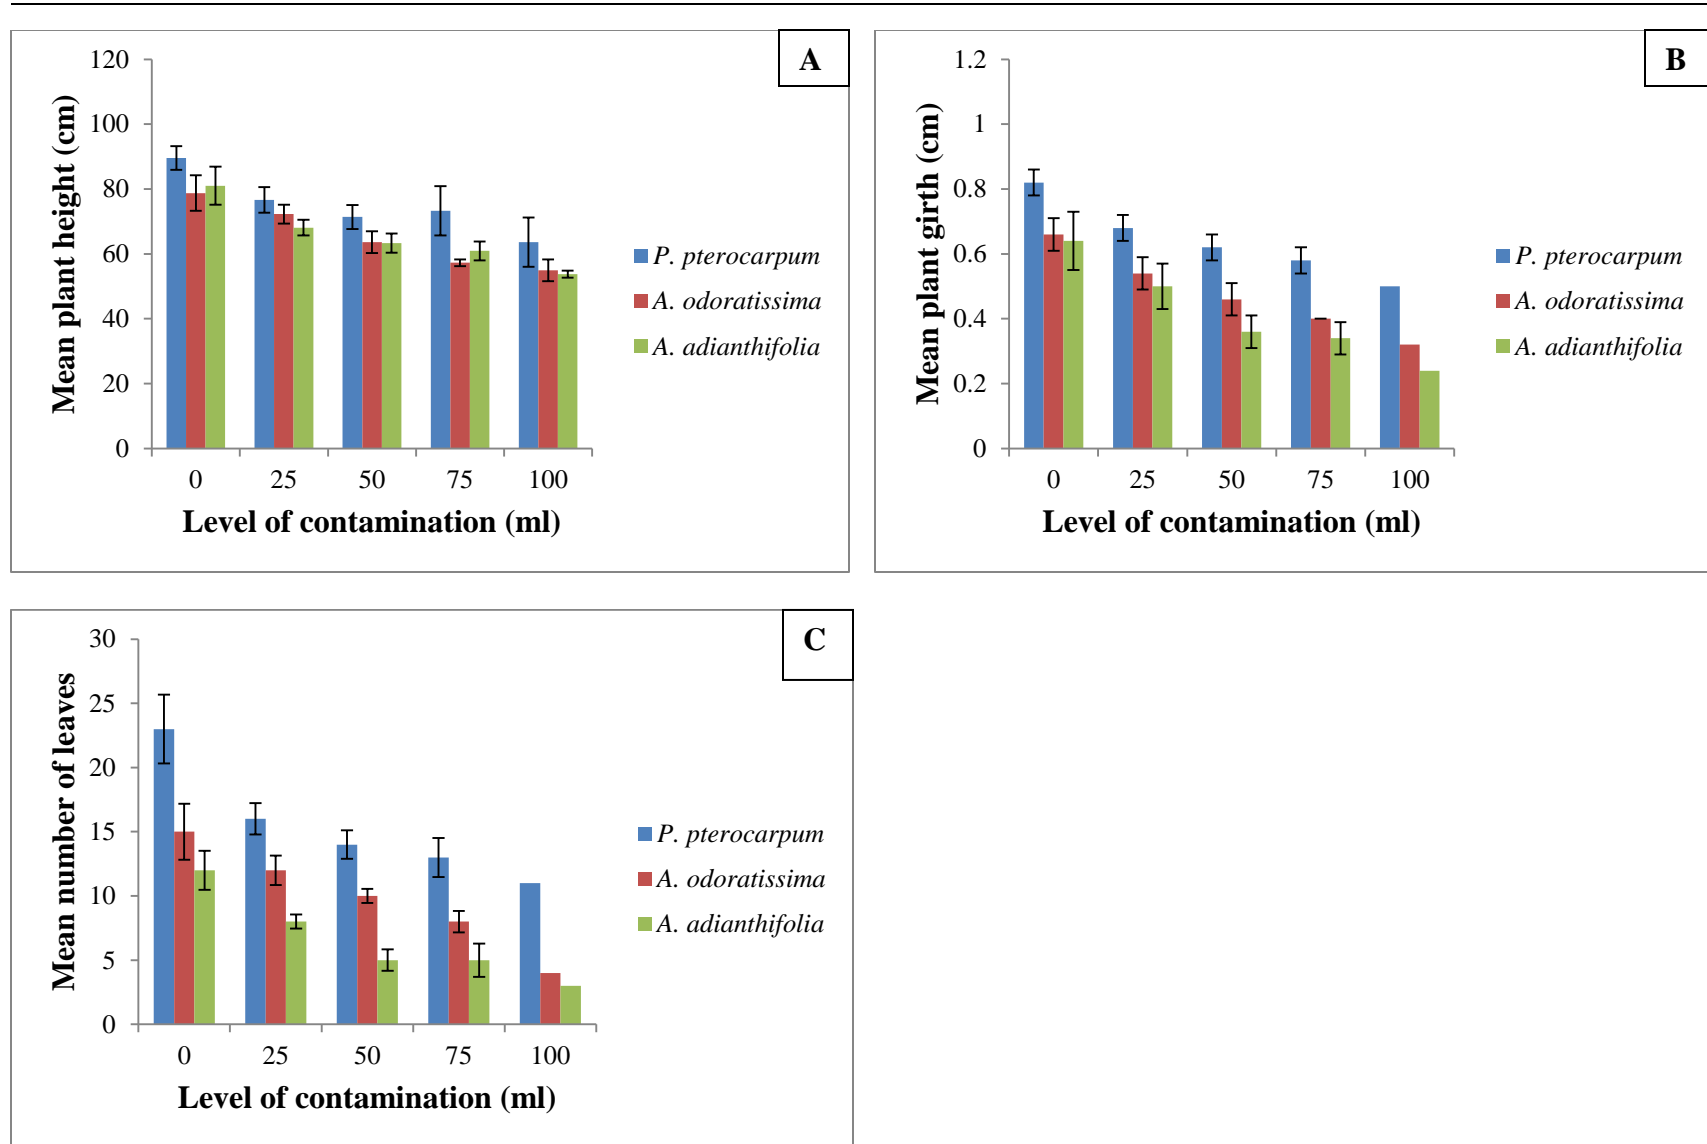 A
Mean plant height (cm)
120
100
80
60
40
20
0
0 25 50 75 100
Level of contamination (ml)
P. pterocarpum
A. odoratissima
A. adianthifolia
B
Mean plant girth (cm)
1.2
1
0.8
0.6
0.4
0.2
0
0 25 50 75 100
Level of contamination (ml)
P. pterocarpum
A. odoratissima
A. adianthifolia
C
Mean number of leaves
30
25
20
15
10
5
0
0 25 50 75 100
Level of contamination (ml)
P. pterocarpum
A. odoratissima
A. adianthifolia